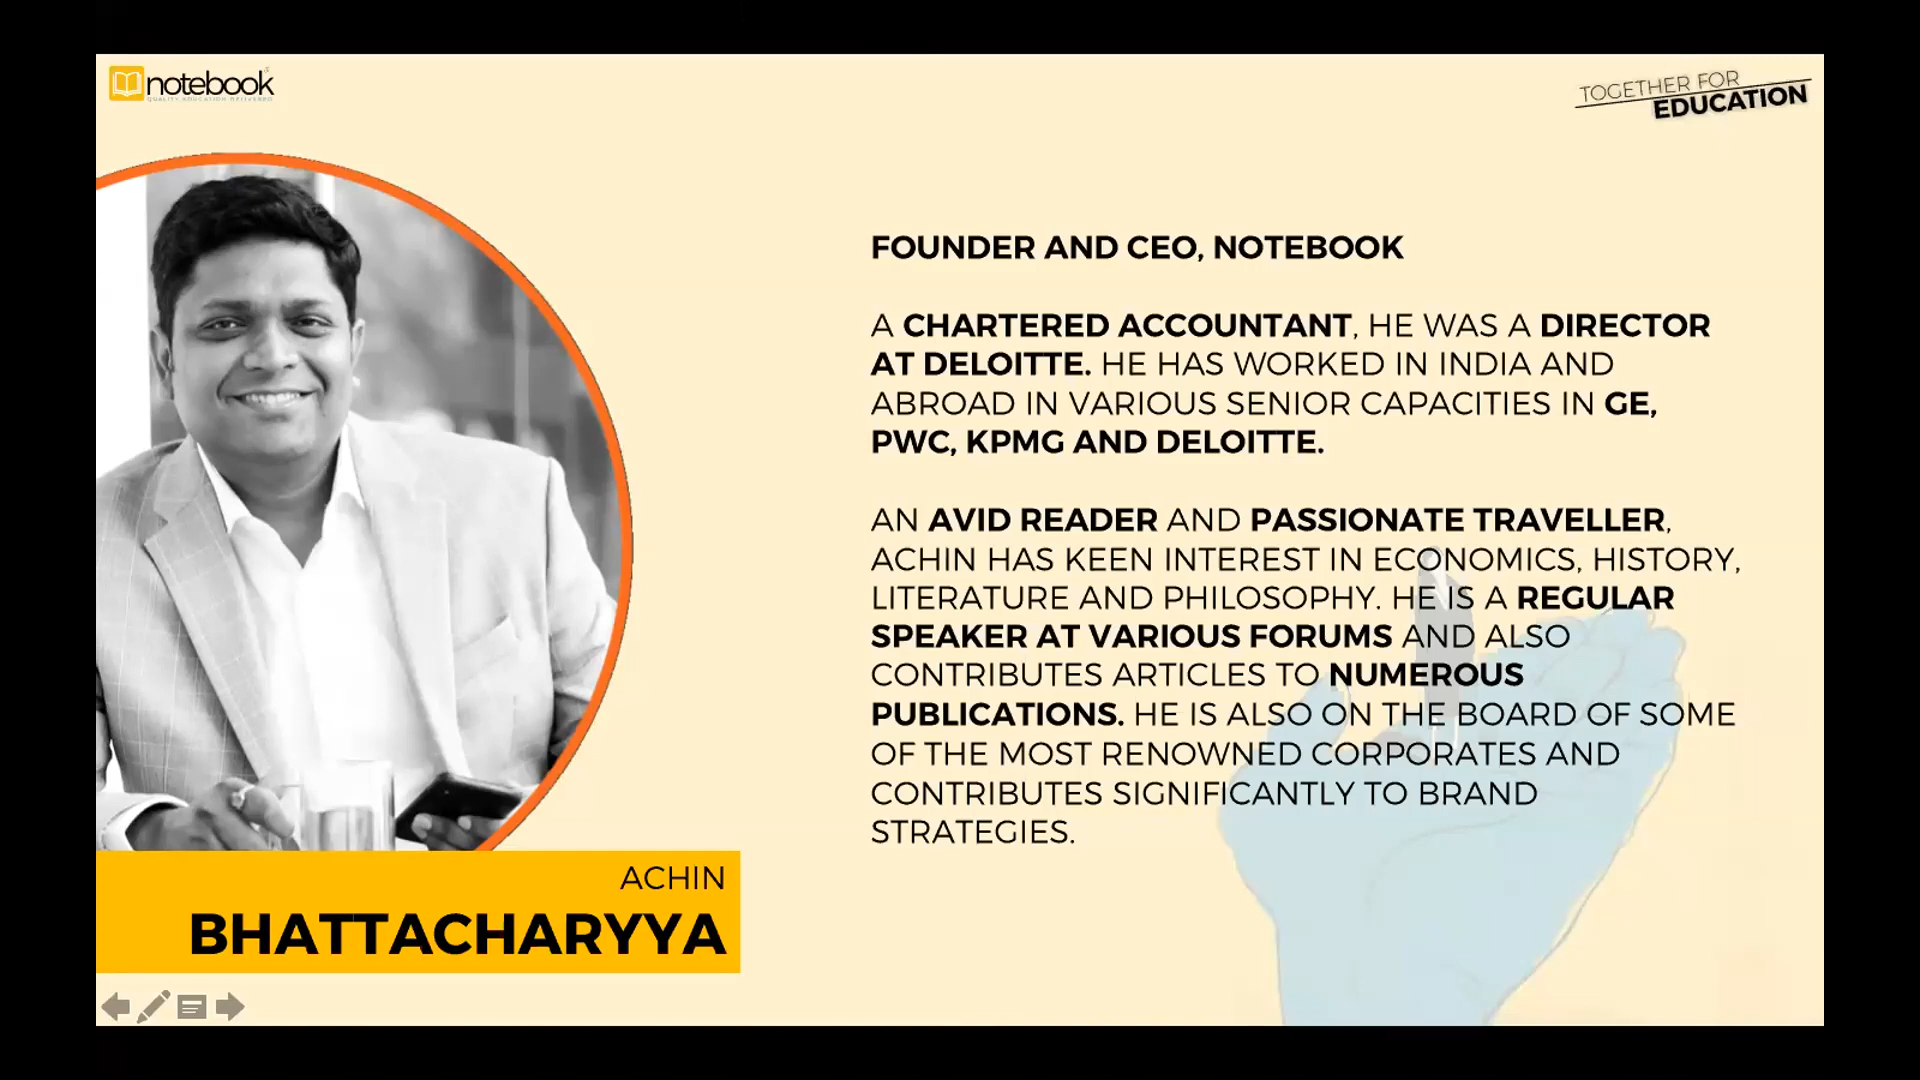 notebook
QUALITY EDUCATION DELIVERED
TOGETHER FOR
EDUCATION
FOUNDER AND CEO, NOTEBOOK
A CHARTERED ACCOUNTANT, HE WAS A DIRECTOR
AT DELOITTE. HE HAS WORKED IN INDIA AND
ABROAD IN VARIOUS SENIOR CAPACITIES IN GE,
PWC, KPMG AND DELOITTE.
AN AVID READER AND PASSIONATE TRAVELLER,
ACHIN HAS KEEN INTEREST IN ECONOMICS, HISTORY,
LITERATURE AND PHILOSOPHY. HE IS A REGULAR
SPEAKER AT VARIOUS FORUMS AND ALSO
CONTRIBUTES ARTICLES TO NUMEROUS
PUBLICATIONS. HE IS ALSO ON THE BOARD OF SOME
OF THE MOST RENOWNED CORPORATES AND
CONTRIBUTES SIGNIFICANTLY TO BRAND
STRATEGIES.
ACHIN
BHATTACHARYYA